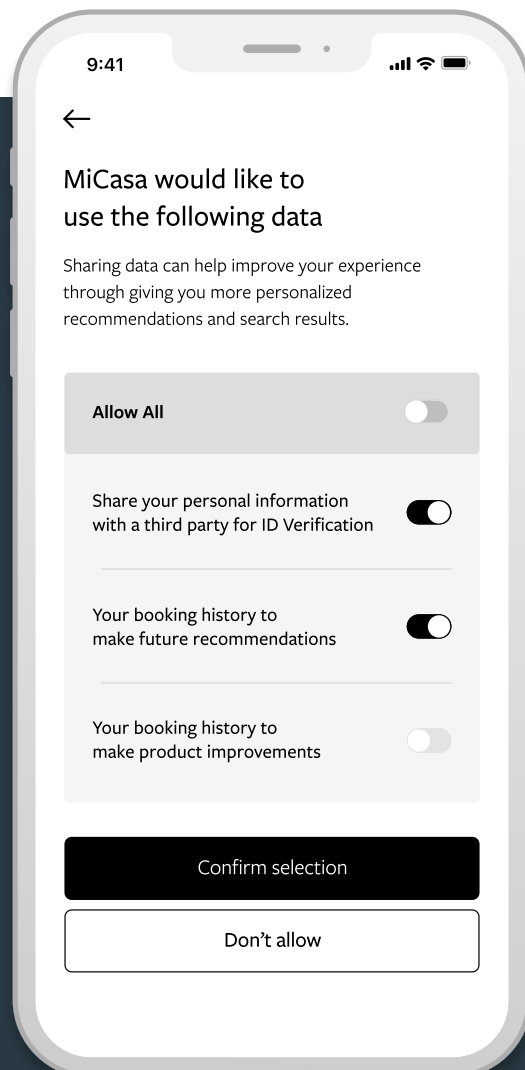 9:41
MiCasa would like to
use the following data
Sharing data can help improve your experience
through giving you more personalized
recommendations and search results.
Allow All
Share your personal information
with a third party for ID Verification
Your booking history to
make future recommendations
Your booking history to
make product improvements
Confirm selection
Don’t allow